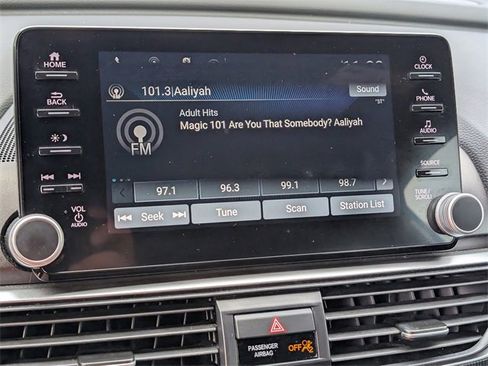 HOME
CLOCK
101.3|Aaliyah
Sound
BACK
PHONE
Adult Hits
Magic 101 Are You That Somebody? Aaliyah
FM
AUDIO
SOURCE
97.1
96.3
99.1
98.7
VOL
AUDIO
TUNE/
SCROLL
Seek
Tune
Scan
Station List
PASSENGER
AIRBAG
OFF
2